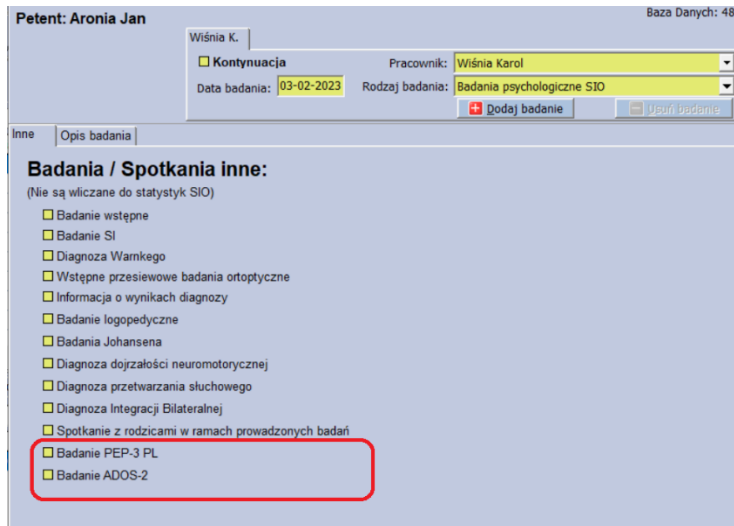 Petent: Aronia Jan
Baza Danych: 48
Wiśnia K.
Kontynuacja
Pracownik: Wiśnia Karol
Data badania: 03-02-2023
Rodzaj badania: Badania psychologiczne SIO
Dodaj badanie
Usuń badanie
Inne
Opis badania
Badania / Spotkania inne:
(Nie są wliczane do statystyk SIO)
Badanie wstępne
Badanie SI
Diagnoza Warnkego
Wstępne przesiewowe badania ortoptyczne
Informacja o wynikach diagnozy
Badanie logopedyczne
Badania Johansena
Diagnoza dojrzałości neuromotorycznej
Diagnoza przetwarzania słuchowego
Diagnoza Integracji Bilateralnej
Spotkanie z rodzicami w ramach prowadzonych badań
Badanie PEP-3 PL
Badanie ADOS-2